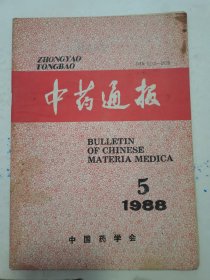 ZHONGYAO
TONGBAO
中药通报
BULLETIN
OF CHINESE
MATERIA MEDICA
5
1988
中国药学会